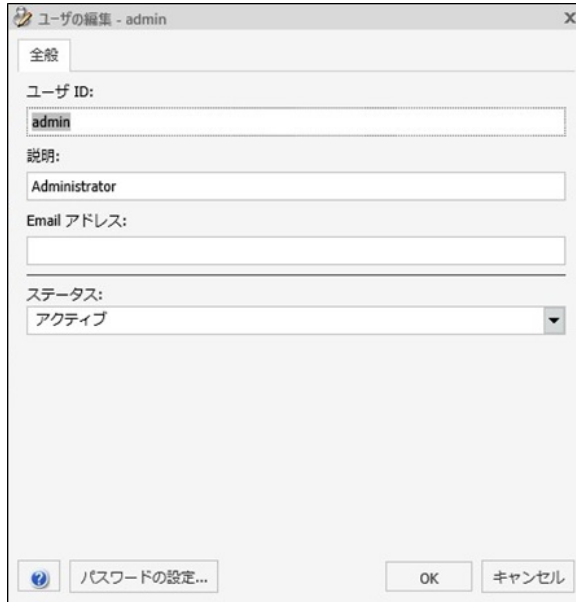 ユーザの編集 - admin
全般
ユーザ ID:
admin
説明:
Administrator
Email アドレス:
ステータス:
アクティブ
パスワードの設定...
OK
キャンセル